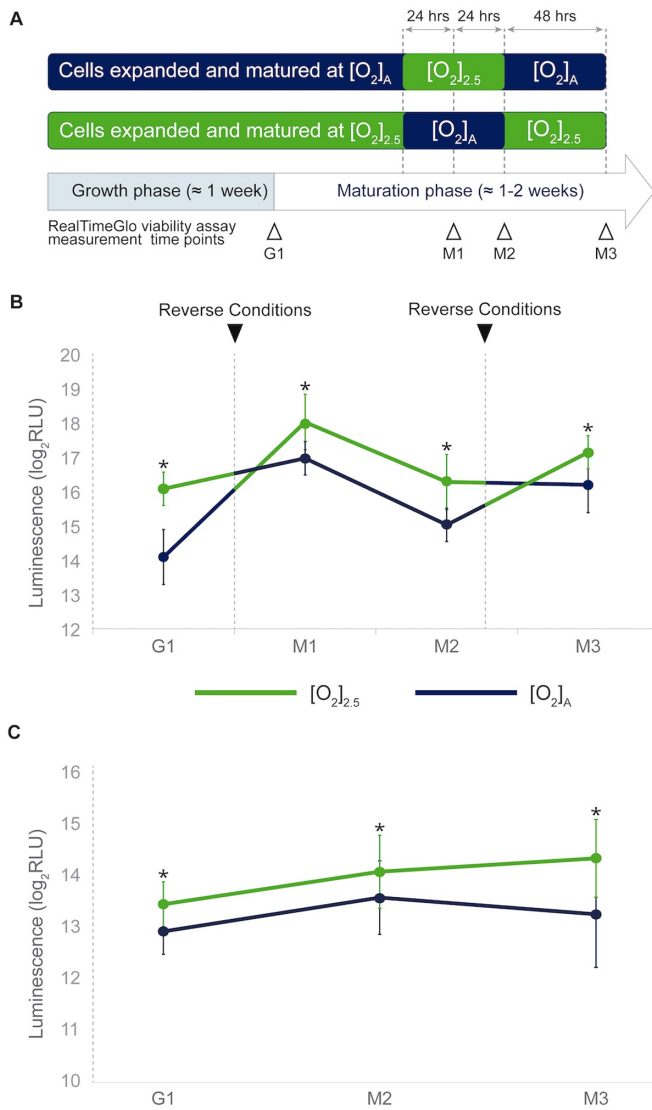 A
24 hrs 24 hrs 48 hrs
Cells expanded and matured at [O₂]A [O₂]2.5 [O₂]A
Cells expanded and matured at [O₂]2.5 [O₂]A [O₂]2.5
Growth phase (≈ 1 week) Maturation phase (≈ 1-2 weeks)
RealTimeGlo viability assay
measurement time points
G1 M1 M2 M3
B
Reverse Conditions Reverse Conditions
Luminescence (log₂RLU)
20
19
18
17
16
15
14
13
12
* * * *
G1 M1 M2 M3
[O₂]2.5 [O₂]A
C
Luminescence (log₂RLU)
16
15
14
13
12
11
10
* * *
G1 M2 M3